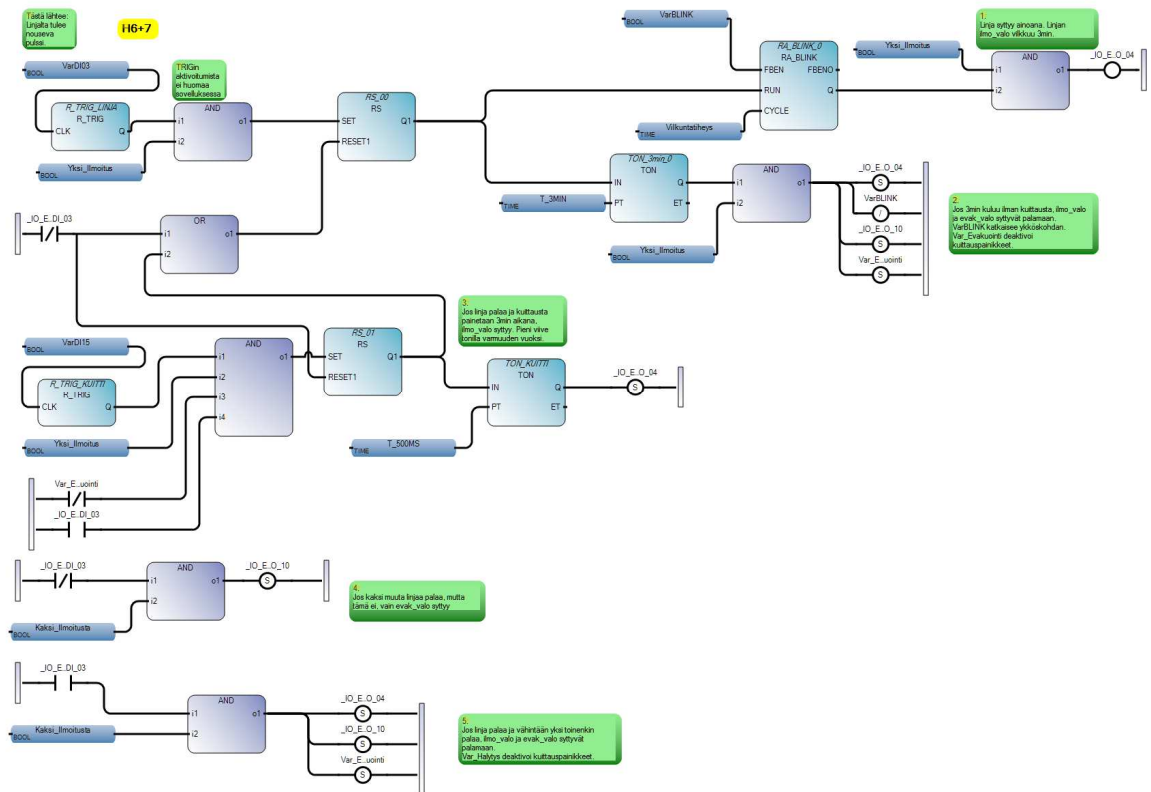 Tästä lähtee:
Linjalta tulee
nouseva
pulssi.
H6+7
VarDI03
BOOL
TRIGin
aktivoitumista
ei huomaa
sovelluksessa
R_TRIG_LINJA
R_TRIG
CLK
Q
Yksi_Ilmoitus
BOOL
AND
i1
o1
i2
RS_00
RS
SET
Q1
RESET1
VarBLINK
BOOL
RA_BLINK_0
RA_BLINK
FBEN
FBENO
RUN
Q
CYCLE
Vilkuntatiheys
TIME
Yksi_Ilmoitus
BOOL
1.
Linja syttyy ainoana. Linjan
ilmo_valo vilkkuu 3min.
AND
i1
o1
i2
_IO_E..O_04
TON_3min_0
TON
IN
Q
PT
ET
T_3MIN
TIME
AND
i1
o1
i2
Yksi_Ilmoitus
BOOL
_IO_E..O_04
S
VarBLINK
/
_IO_E..O_10
S
Var_E..uointi
S
2.
Jos 3min kuluu ilman kuittausta, ilmo_valo
ja evak_valo syttyvät palamaan.
VarBLINK katkaisee ykköskohdan.
Var_Evakuointi deaktivoi
kuittauspainikkeet.
_IO_E..DI_03
OR
i1
o1
i2
3.
Jos linja palaa ja kuittausta
painetaan 3min aikana,
ilmo_valo syttyy. Pieni viive
tonilla varmuuden vuoksi.
VarDI15
BOOL
R_TRIG_KUITTI
R_TRIG
CLK
Q
Yksi_Ilmoitus
BOOL
AND
i1
o1
i2
i3
i4
RS_01
RS
SET
Q1
RESET1
TON_KUITTI
TON
IN
Q
PT
ET
T_500MS
TIME
_IO_E..O_04
S
Var_E..uointi
_IO_E..DI_03
_IO_E..DI_03
AND
i1
o1
i2
_IO_E..O_10
S
Kaksi_Ilmoitusta
BOOL
4.
Jos kaksi muuta linjaa palaa, mutta
tämä ei, vain evak_valo syttyy
_IO_E..DI_03
Kaksi_Ilmoitusta
BOOL
AND
i1
o1
i2
_IO_E..O_04
S
_IO_E..O_10
S
Var_E..uointi
S
5.
Jos linja palaa ja vähintään yksi toinenkin
palaa, ilmo_valo ja evak_valo syttyvät
palamaan.
Var_Halytys deaktivoi kuittauspainikkeet.